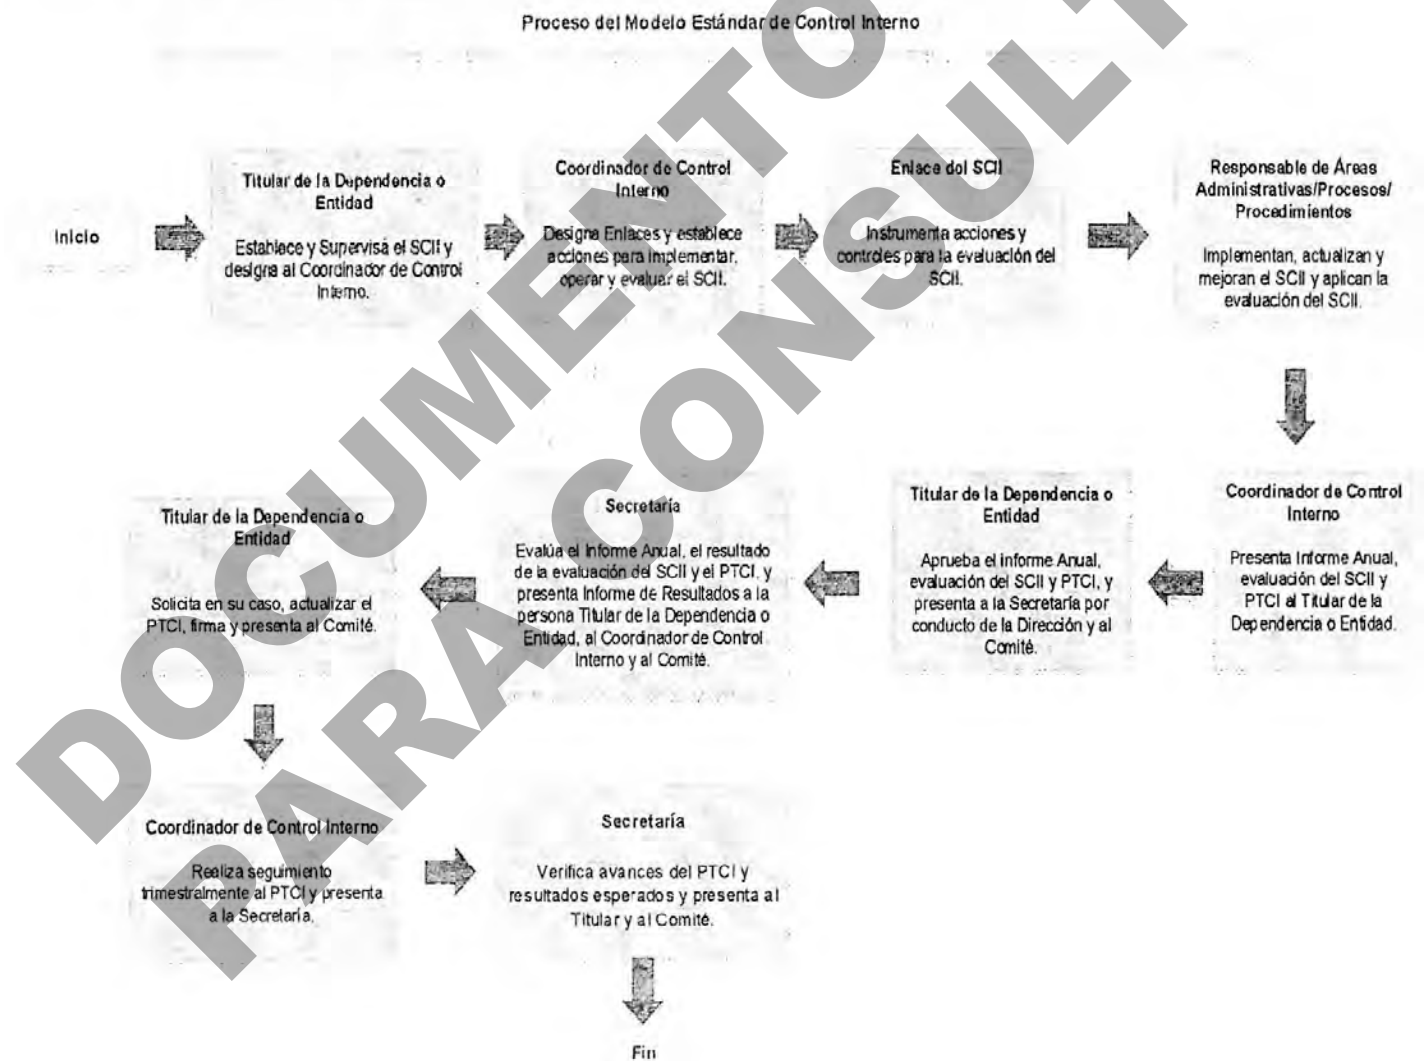 Proceso del Modelo Estándar de Control Interno
Inicio
Titular de la Dependencia o
Entidad
Establece y Supervisa el SCII y
designa al Coordinador de Control
Interno.
Coordinador de Control
Interno
Designa Enlaces y establece
acciones para implementar,
operar y evaluar el SCII.
Enlace del SCII
Instrumenta acciones y
controles para la evaluación del
SCII.
Responsable de Áreas
Administrativas/Procesos/
Procedimientos
Implementan, actualizan y
mejoran el SCII y aplican la
evaluación del SCII.
Coordinador de Control
Interno
Presenta Informe Anual,
evaluación del SCII y
PTCI al Titular de la
Dependencia o Entidad.
Titular de la Dependencia o
Entidad
Aprueba el informe Anual,
evaluación del SCII y PTCI, y
presenta a la Secretaría por
conducto de la Dirección y al
Comité.
Secretaría
Evalúa el Informe Anual, el resultado
de la evaluación del SCII y el PTCI, y
presenta Informe de Resultados a la
persona Titular de la Dependencia o
Entidad, al Coordinador de Control
Interno y al Comité.
Titular de la Dependencia o
Entidad
Solicita en su caso, actualizar el
PTCI, firma y presenta al Comité.
Coordinador de Control Interno
Realiza seguimiento
trimestralmente al PTCI y presenta
a la Secretaría.
Secretaría
Verifica avances del PTCI y
resultados esperados y presenta al
Titular y al Comité.
Fin
DOCUMENTO
PARA CONSULT